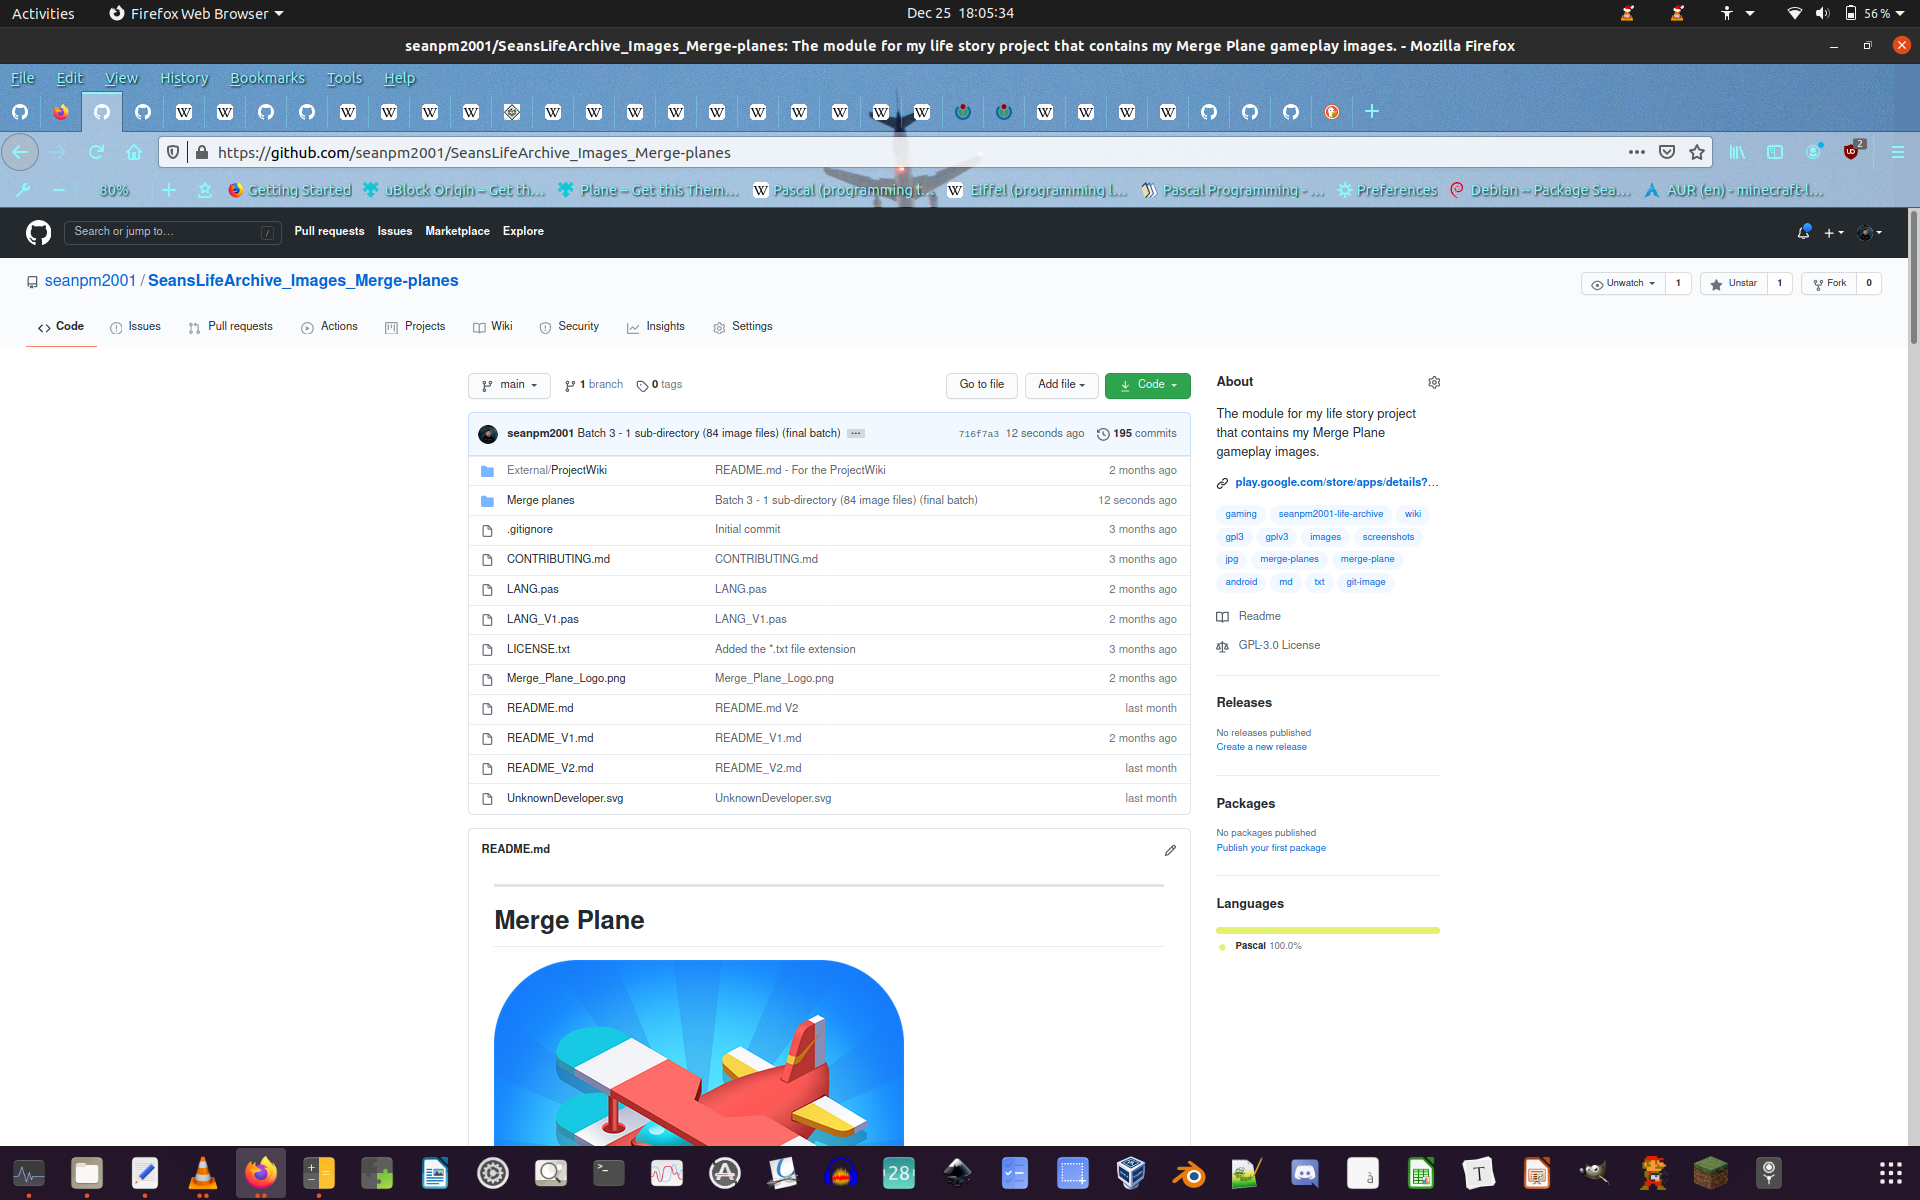 Activities Firefox Web Browser Dec 25 18:05:34 56 %
seanpm2001/SeansLifeArchive_Images_Merge-planes: The module for my life story project that contains my Merge Plane gameplay images. - Mozilla Firefox
File Edit View History Bookmarks Tools Help
https://github.com/seanpm2001/SeansLifeArchive_Images_Merge-planes 2
80% Getting Started uBlock Origin – Get th… Plane – Get this Them… Pascal (programming l… Eiffel (programming l… Pascal Programming - … Preferences Debian -- Package Sea… AUR (en) - minecraft-l…
Search or jump to… / Pull requests Issues Marketplace Explore
seanpm2001 / SeansLifeArchive_Images_Merge-planes Unwatch 1 Unstar 1 Fork 0
Code Issues Pull requests Actions Projects Wiki Security Insights Settings
main 1 branch 0 tags Go to file Add file Code
seanpm2001 Batch 3 - 1 sub-directory (84 image files) (final batch) … 716f7a3 12 seconds ago 195 commits
External/ProjectWiki README.md - For the ProjectWiki 2 months ago
Merge planes Batch 3 - 1 sub-directory (84 image files) (final batch) 12 seconds ago
.gitignore Initial commit 3 months ago
CONTRIBUTING.md CONTRIBUTING.md 3 months ago
LANG.pas LANG.pas 2 months ago
LANG_V1.pas LANG_V1.pas 2 months ago
LICENSE.txt Added the *.txt file extension 3 months ago
Merge_Plane_Logo.png Merge_Plane_Logo.png 2 months ago
README.md README.md V2 last month
README_V1.md README_V1.md 2 months ago
README_V2.md README_V2.md last month
UnknownDeveloper.svg UnknownDeveloper.svg last month
README.md
Merge Plane
About
The module for my life story project
that contains my Merge Plane
gameplay images.
play.google.com/store/apps/details?…
gaming seanpm2001-life-archive wiki
gpl3 gplv3 images screenshots
jpg merge-planes merge-plane
android md txt git-image
Readme
GPL-3.0 License
Releases
No releases published
Create a new release
Packages
No packages published
Publish your first package
Languages
Pascal 100.0%
28